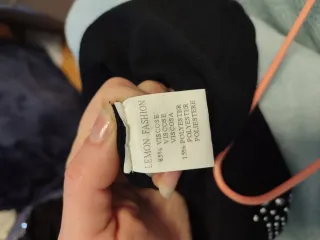 LEMON FASHION
85% VISCOSE
VISCOSE
VISCOSA
15% POLYESTER
POLYESTER
POLIESTERE